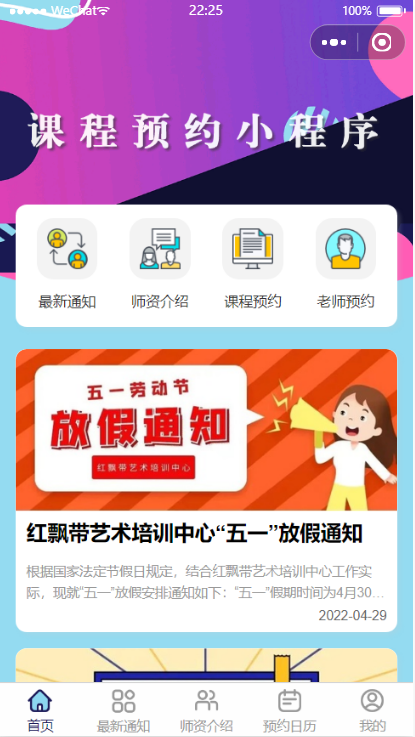 WeChat 22:25 100%
课程预约小程序
最新通知 师资介绍 课程预约 老师预约
五一劳动节
放假通知
红飘带艺术培训中心
红飘带艺术培训中心“五一”放假通知
根据国家法定节假日规定，结合红飘带艺术培训中心工作实
际，现就“五一”放假安排通知如下：“五一”假期时间为4月30...
2022-04-29
首页 最新通知 师资介绍 预约日历 我的